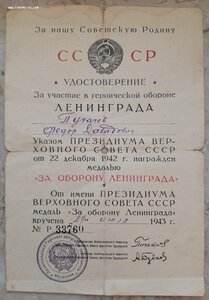 За нашу Советскую Родину
СССР
УДОСТОВЕРЕНИЕ
За участие в героической обороне
ЛЕНИНГРАДА
Федор
Указом ПРЕЗИДИУМА ВЕР-
ХОВНОГО СОВЕТА СССР
от 22 декабря 1942 г. награжден
медалью
«ЗА ОБОРОНУ ЛЕНИНГРАДА»
От имени ПРЕЗИДИУМА
ВЕРХОВНОГО СОВЕТА СССР
медаль «За оборону Ленинграда»
вручена 1943 г.
№ Р 33760